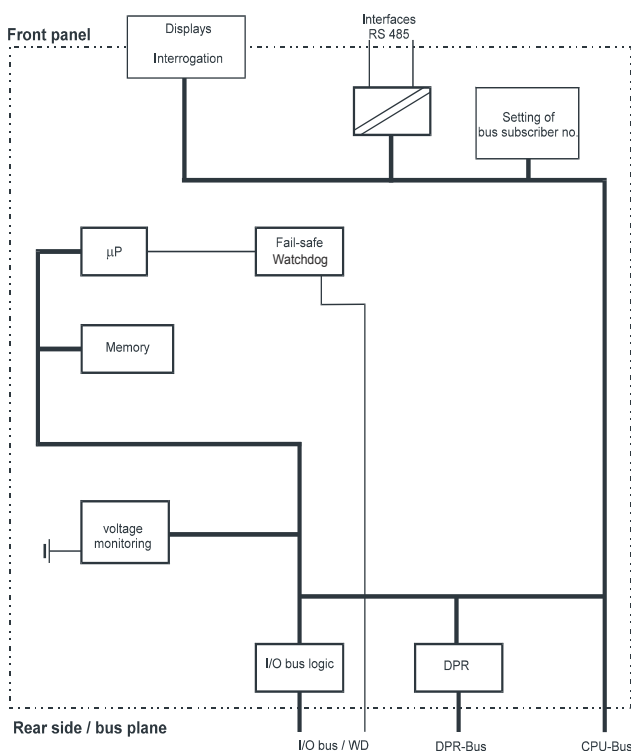 Interfaces
RS 485
Displays
Front panel
Interrogation
Setting of
bus subscriber no.
µP
Fail-safe
Watchdog
Memory
voltage
monitoring
I/O bus logic
DPR
Rear side / bus plane
I/O bus / WD
DPR-Bus
CPU-Bus